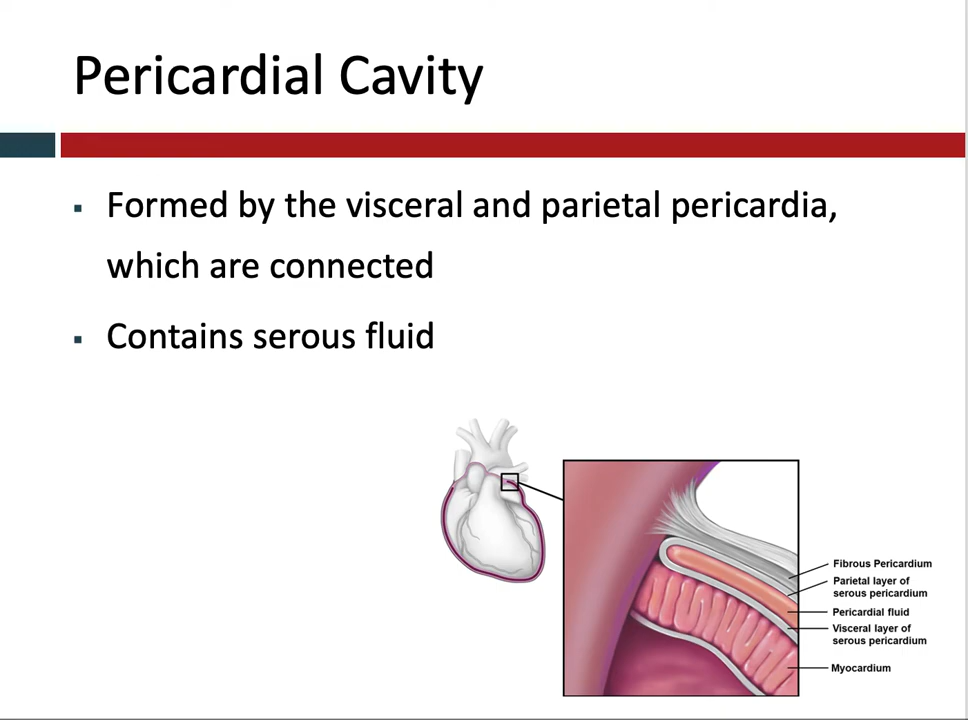 Pericardial Cavity
▪ Formed by the visceral and parietal pericardia,
which are connected
▪ Contains serous fluid
Fibrous Pericardium
Parietal layer of
serous pericardium
Pericardial fluid
Visceral layer of
serous pericardium
Myocardium